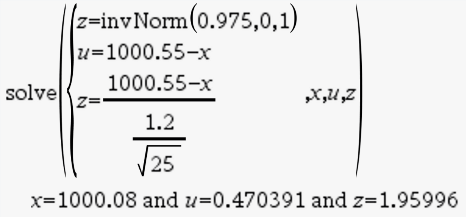 z=invNorm(0.975,0,1)
u=1000.55−x
solve z= 1000.55−x ,x,u,z
1.2
√25
x=1000.08 and u=0.470391 and z=1.95996